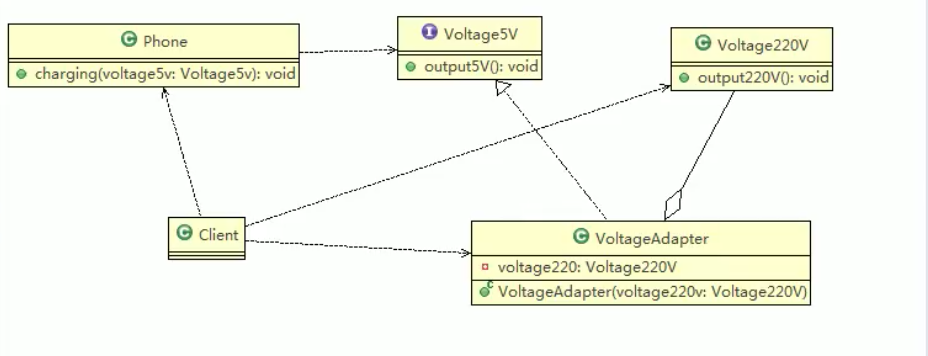 Phone
charging(voltage5v: Voltage5v): void
I Voltage5V
output5V(): void
C Voltage220V
output220V(): void
C Client
C VoltageAdapter
voltage220: Voltage220V
C VoltageAdapter(voltage220v: Voltage220V)